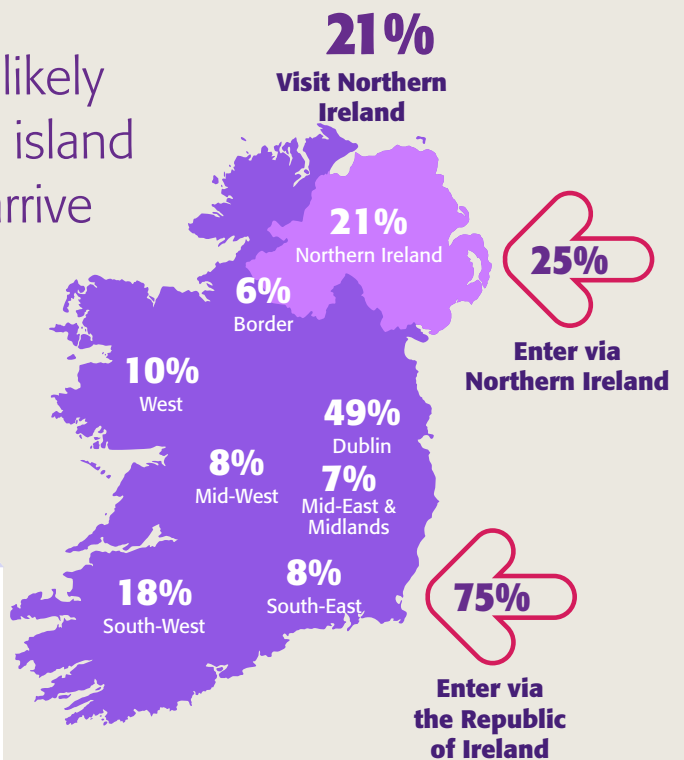 likely
island
arrive
21%
Visit Northern
Ireland
21%
Northern Ireland
6%
Border
10%
West
49%
Dublin
8%
Mid-West
7%
Mid-East &
Midlands
18%
South-West
8%
South-East
25%
Enter via
Northern Ireland
75%
Enter via
the Republic
of Ireland